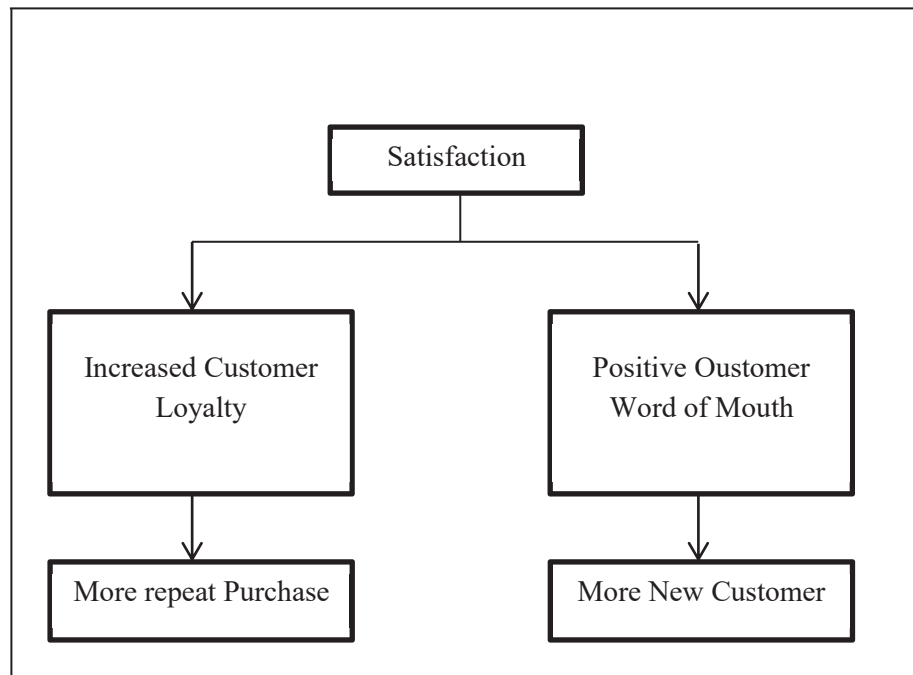 Satisfaction
Increased Customer
Loyalty
Positive Oustomer
Word of Mouth
More repeat Purchase
More New Customer